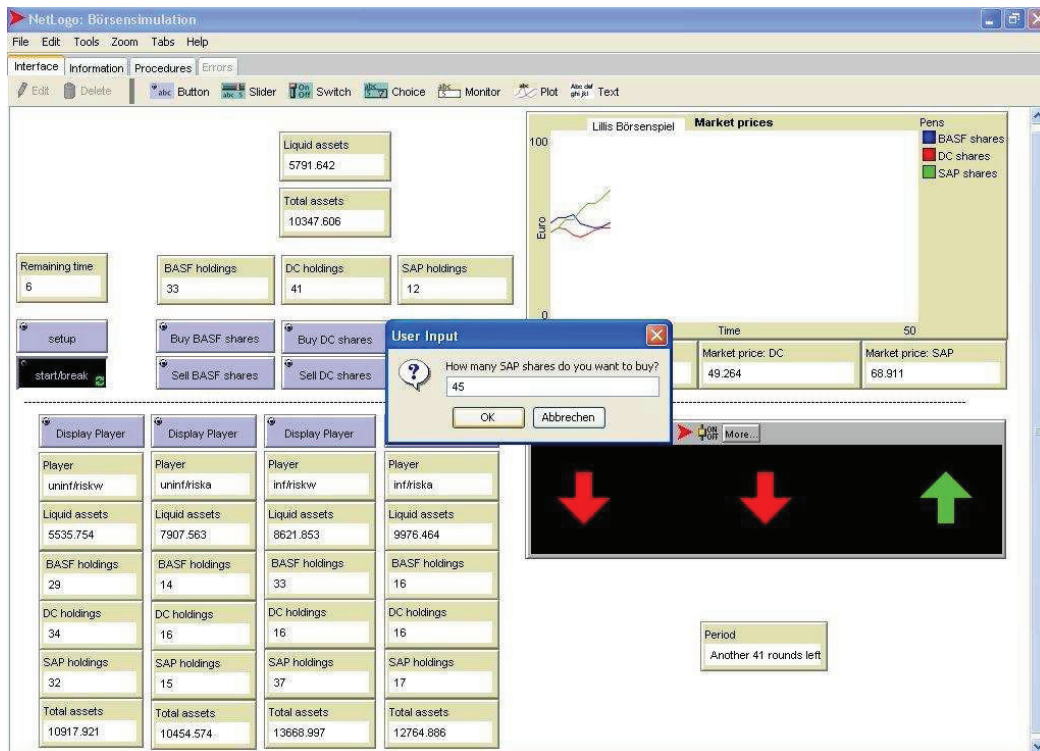 NetLogo: Börsensimulation
File Edit Tools Zoom Tabs Help
Interface Information Procedures Errors
Edit Delete Button Slider Switch Choice Monitor Plot Text
Liquid assets
5791.642
Total assets
10347.606
Remaining time
6
BASF holdings
33
DC holdings
41
SAP holdings
12
setup
start/break
Buy BASF shares
Buy DC shares
Sell BASF shares
Sell DC shares
Lillis Börsenspiel
Market prices
Pens
BASF shares
DC shares
SAP shares
100
Euro
0
Time
50
Market price: DC
49.264
Market price: SAP
68.911
User Input
How many SAP shares do you want to buy?
45
OK Abbrechen
ON
OFF
More...
Display Player
Player
uninf/riskw
Liquid assets
5535.754
BASF holdings
29
DC holdings
34
SAP holdings
32
Total assets
10917.921
Display Player
Player
uninf/riska
Liquid assets
7907.563
BASF holdings
14
DC holdings
16
SAP holdings
15
Total assets
10454.574
Display Player
Player
inf/riskw
Liquid assets
8621.853
BASF holdings
33
DC holdings
16
SAP holdings
37
Total assets
13668.997
Player
inf/riska
Liquid assets
9976.464
BASF holdings
16
DC holdings
16
SAP holdings
17
Total assets
12764.886
Period
Another 41 rounds left